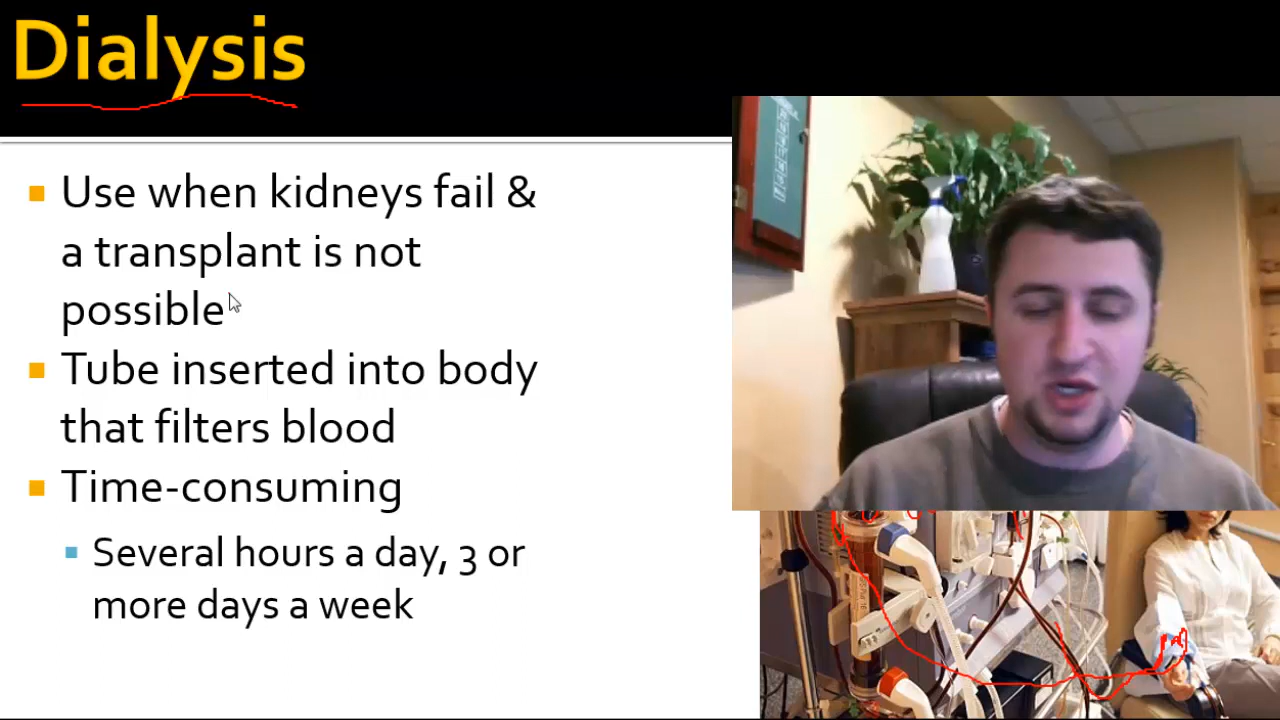 Dialysis
Use when kidneys fail &
a transplant is not
possible
Tube inserted into body
that filters blood
Time-consuming
Several hours a day, 3 or
more days a week